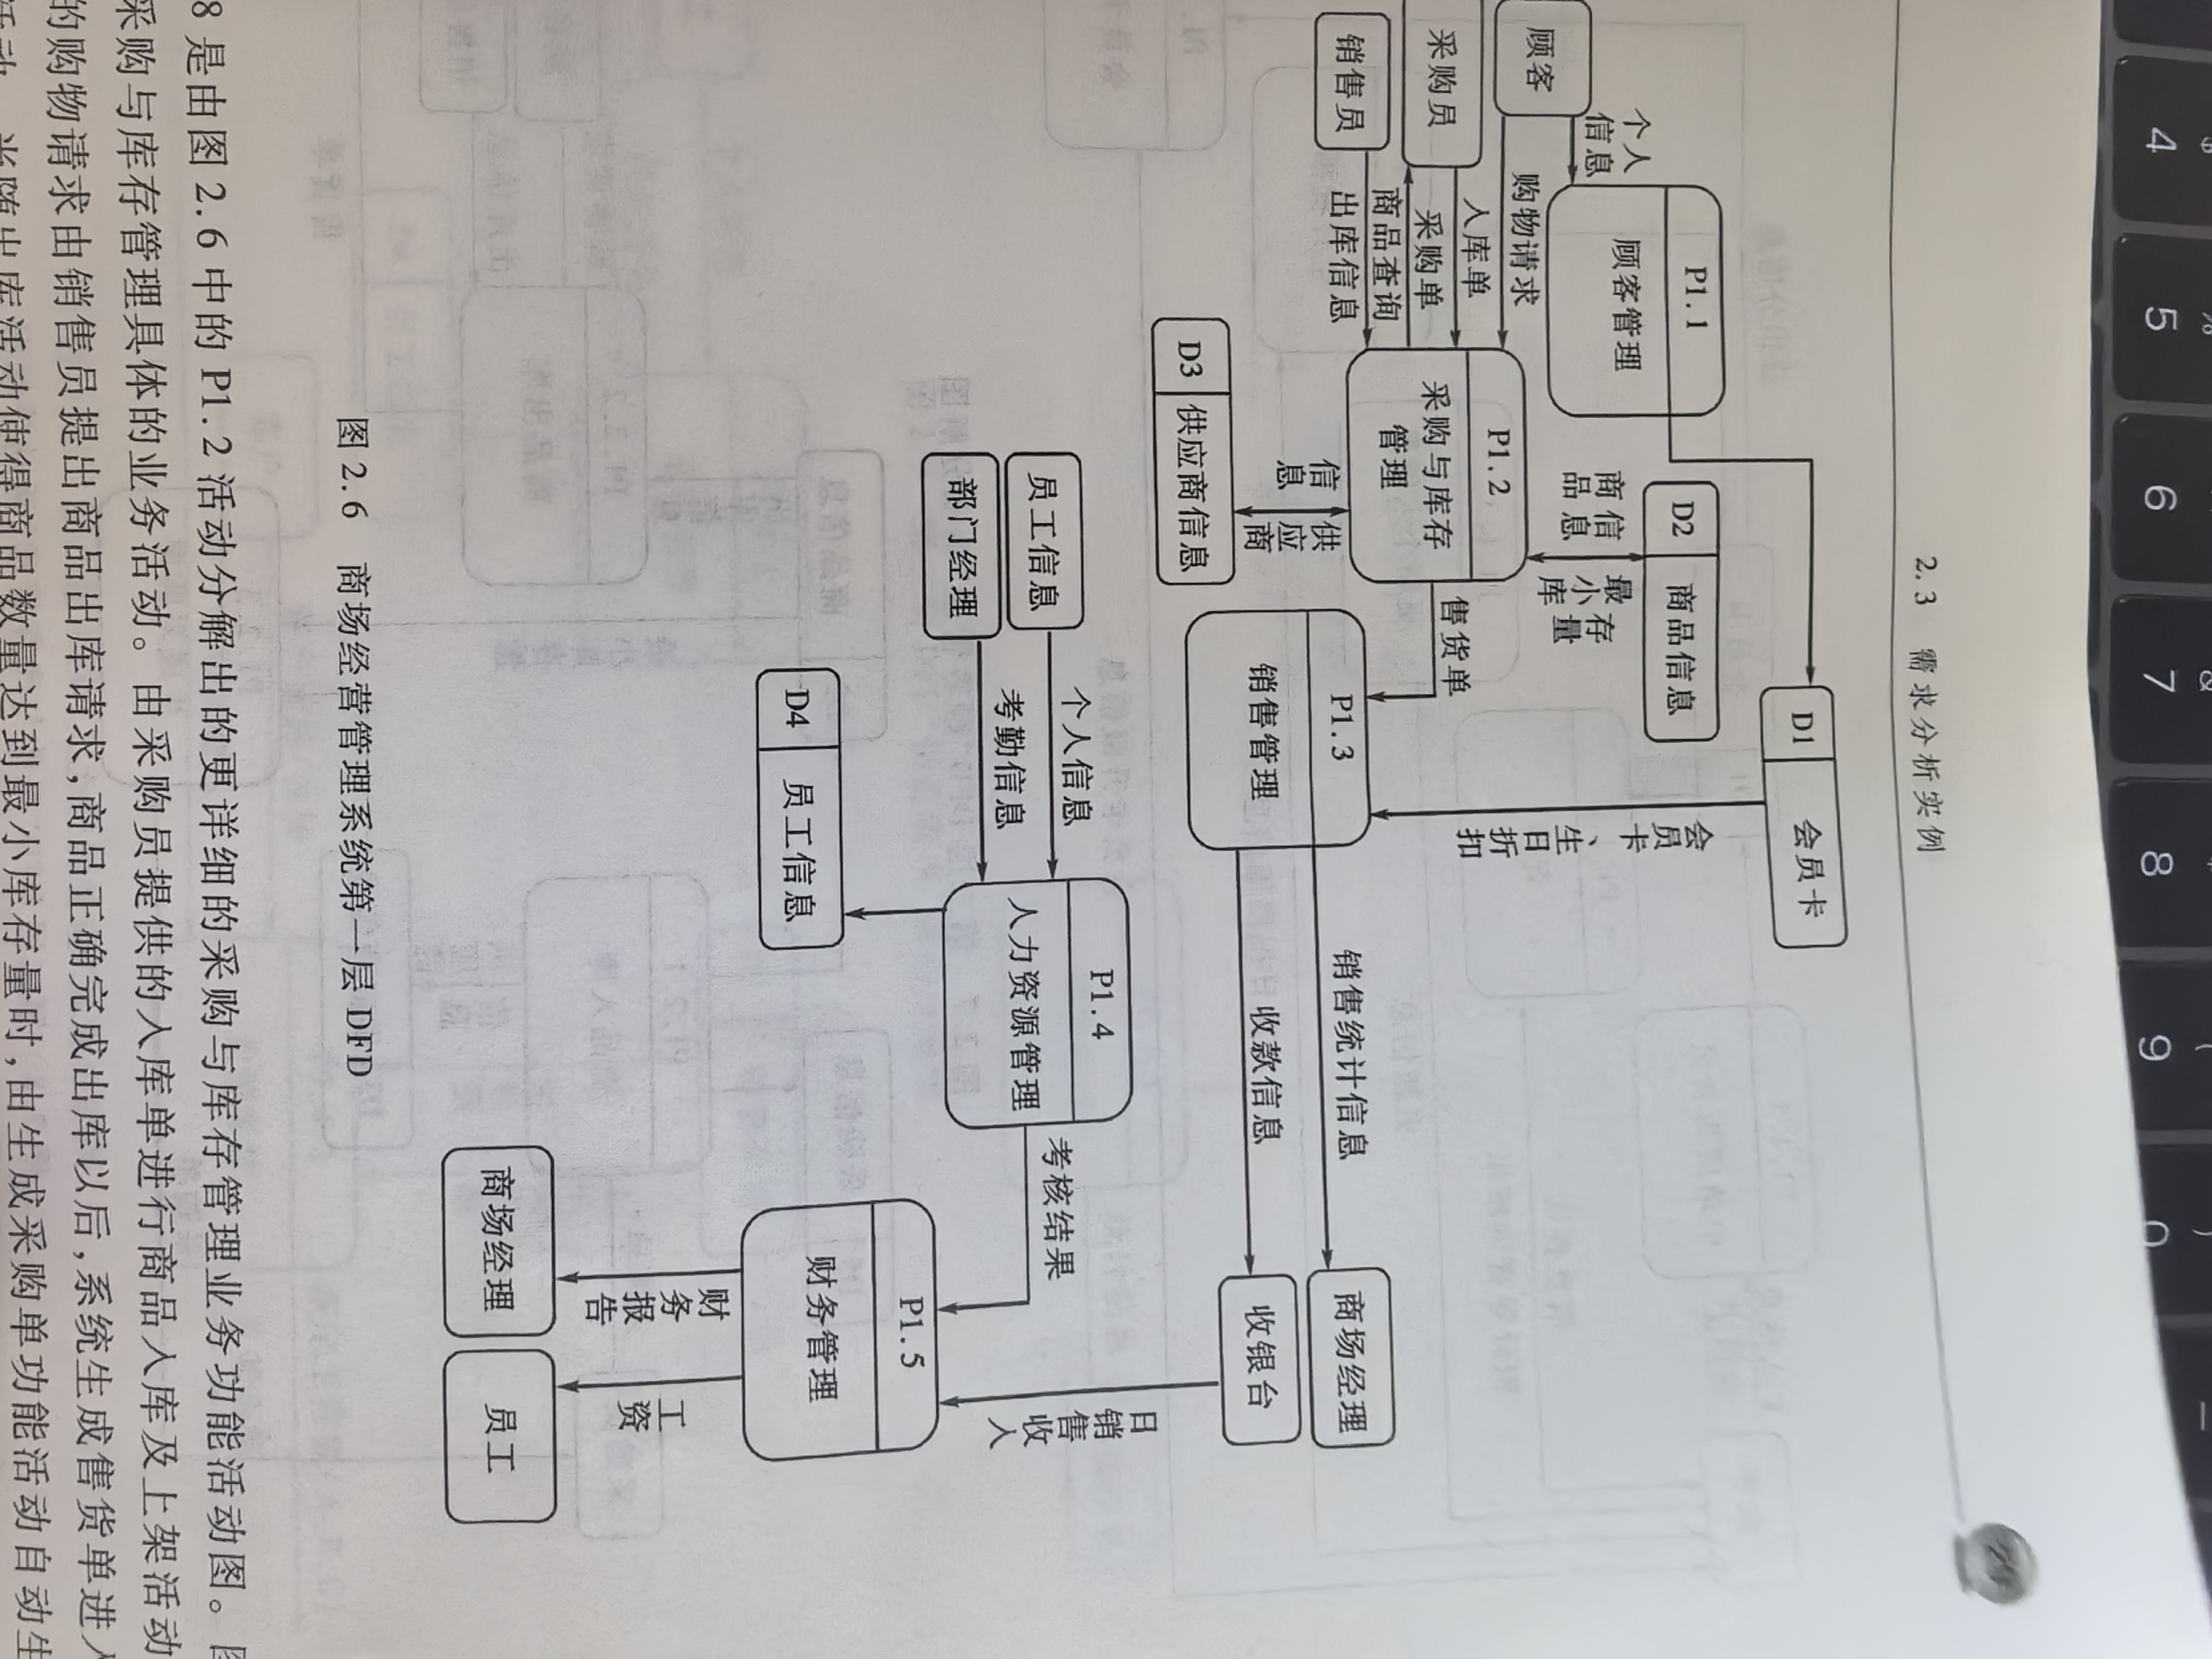 2.3 需求分析实例
D1 会员卡
个人
信息
P1.1
顾客管理
D2 商品信息
顾客
商品
信息
最小
库存
量
会员
卡、
生日
折扣
购物请求
P1.2
采购与库存
管理
采购员
入库单
采购单
售货单
P1.3
销售管理
销售统计信息
商场经理
销售员
商品查询
出库信息
收款信息
收银台
供应
商
信息
D3 供应商信息
日销
售收
入
员工信息
个人信息
P1.4
人力资源管理
考核结果
部门经理
考勤信息
P1.5
财务管理
D4 员工信息
财务
报告
工
资
商场经理
员工
图 2.6 商场经营管理系统第一层 DFD
8 是由图 2.6 中的 P1.2 活动分解出的更详细的采购与库存管理业务功能活动图。
采购与库存管理具体的业务活动。由采购员提供的入库单进行商品入库及上架活动
的购物请求由销售员提出商品出库请求,商品正确完成出库以后,系统生成售货单进
活动 当随出库活动使得商品数量达到最小库存量时,由生成采购单功能活动自动生
$
4
%
5
6
&
7
8
(
9
)
0